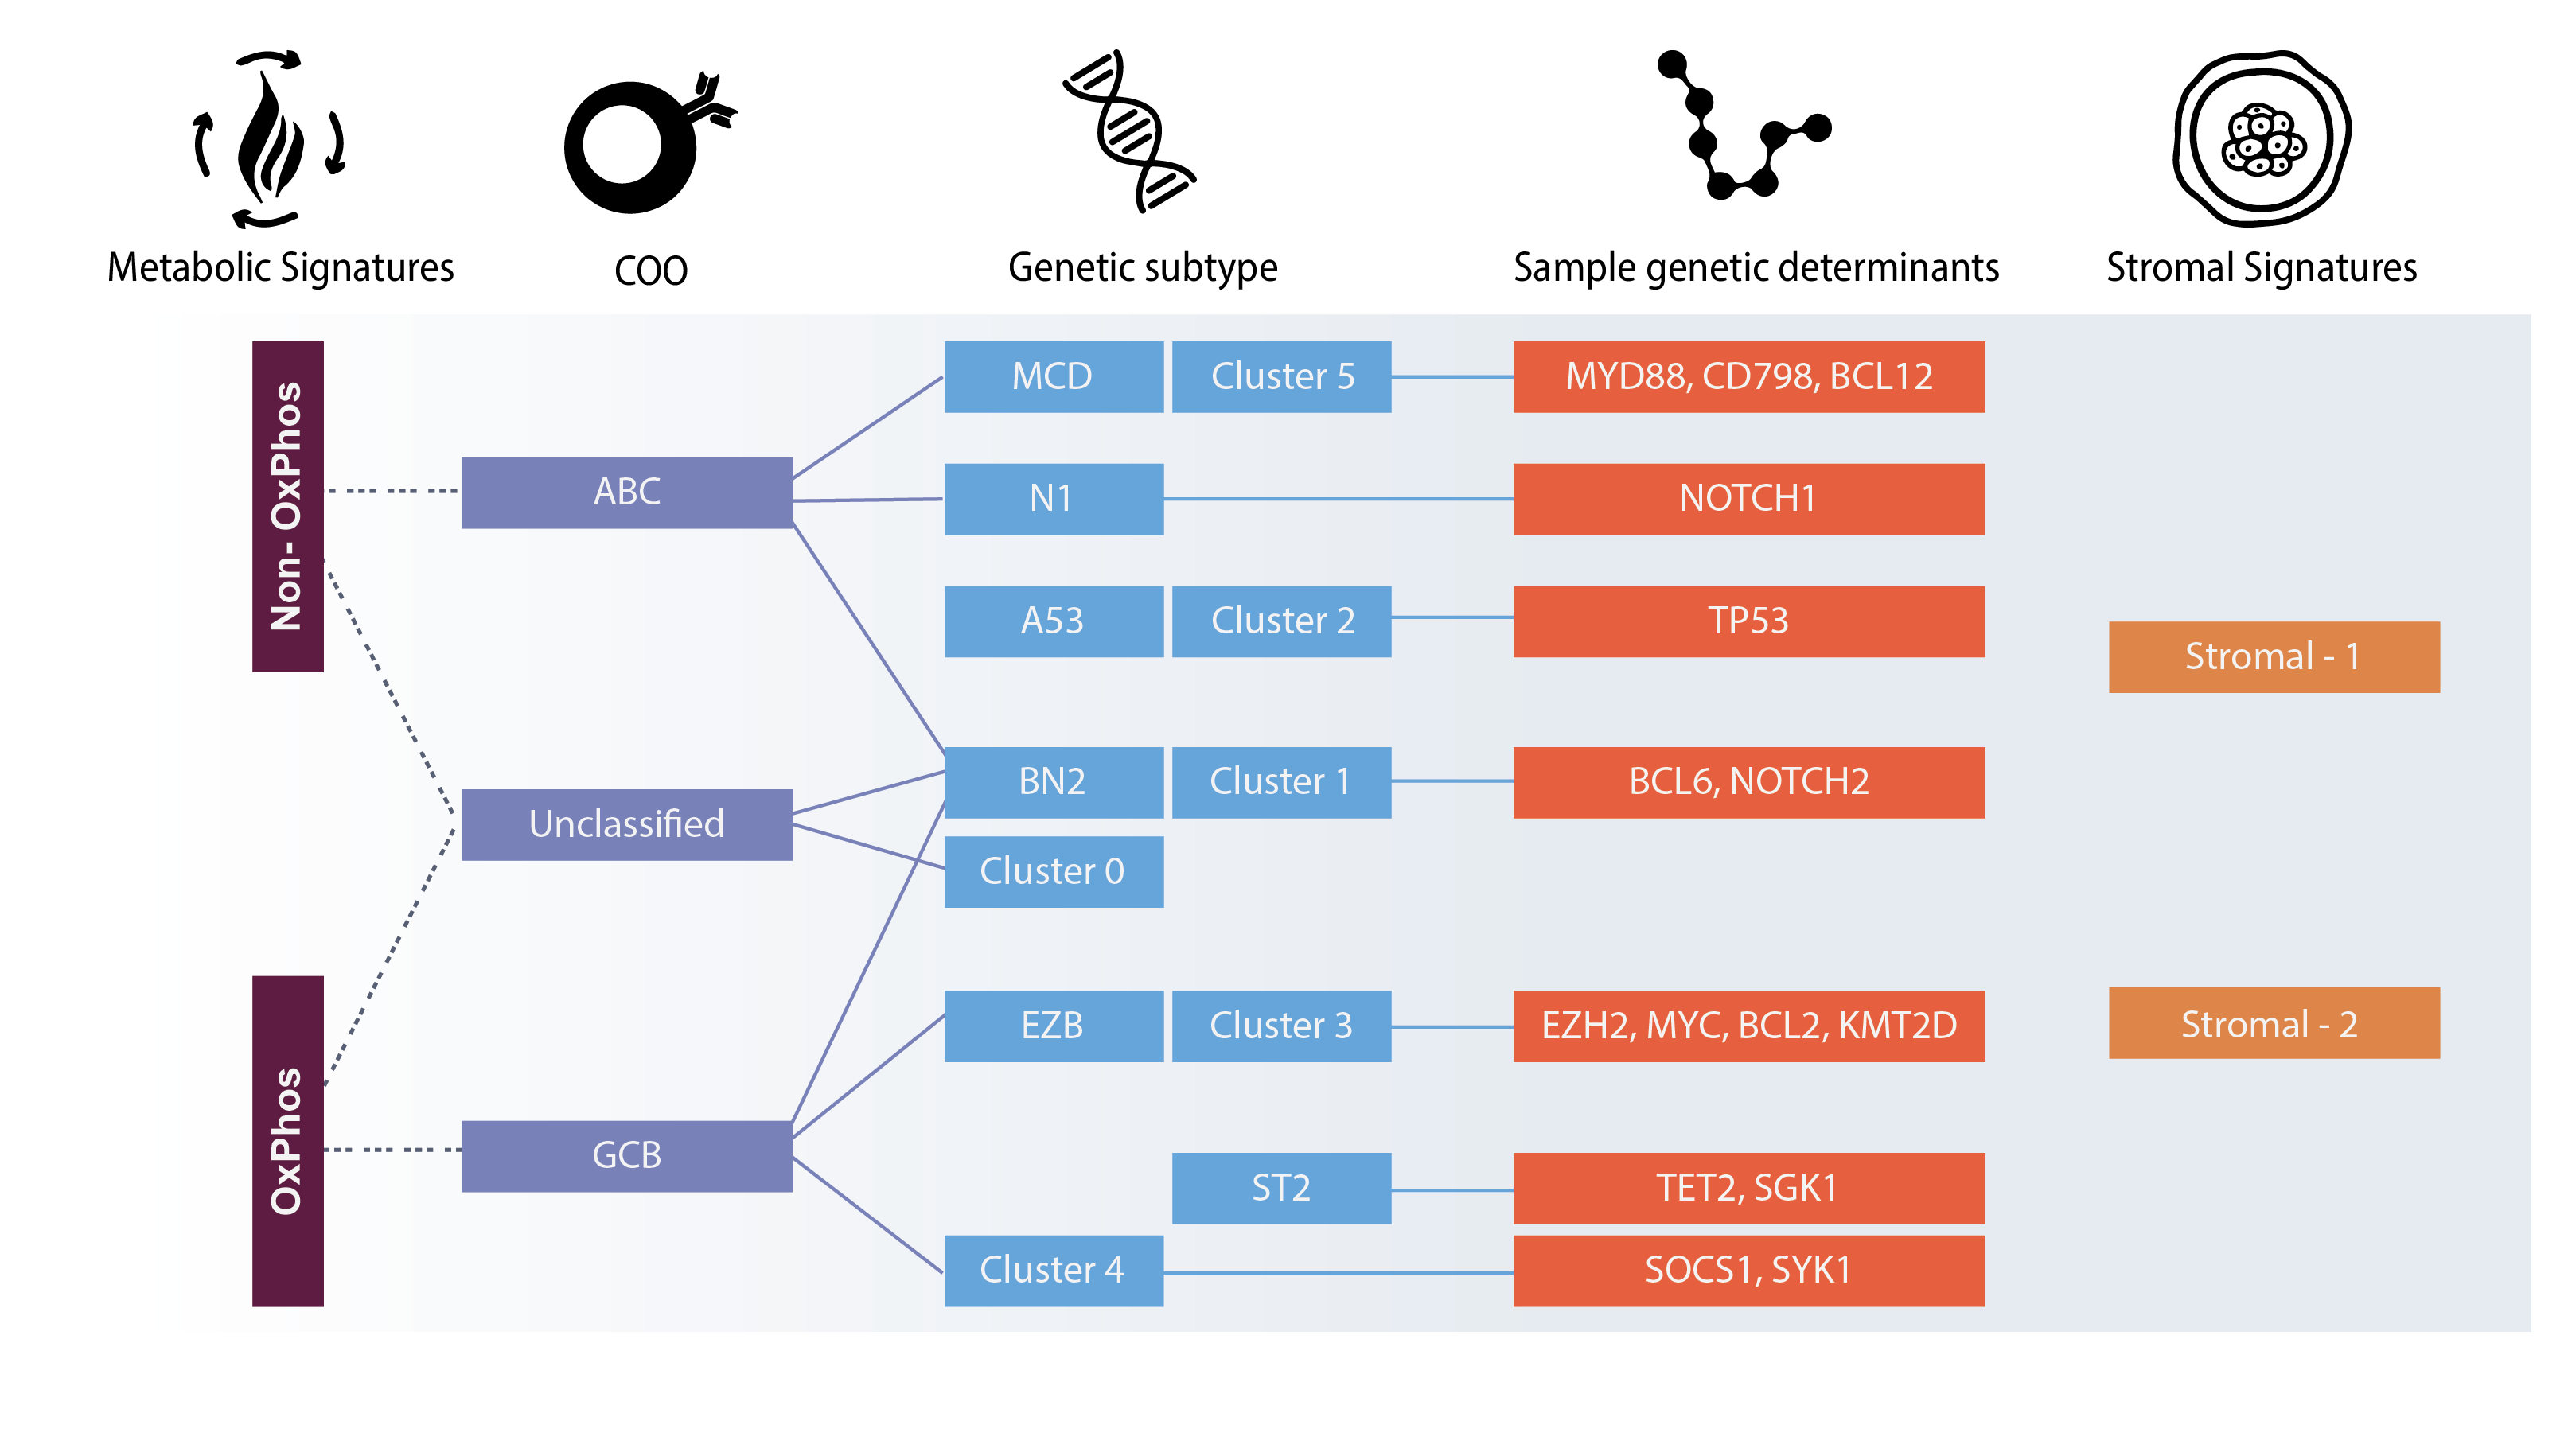 Metabolic Signatures
COO
Genetic subtype
Sample genetic determinants
Stromal Signatures
Non- OxPhos
OxPhos
ABC
Unclassified
GCB
MCD
Cluster 5
MYD88, CD798, BCL12
N1
NOTCH1
A53
Cluster 2
TP53
BN2
Cluster 1
BCL6, NOTCH2
Cluster 0
EZB
Cluster 3
EZH2, MYC, BCL2, KMT2D
ST2
TET2, SGK1
Cluster 4
SOCS1, SYK1
Stromal - 1
Stromal - 2